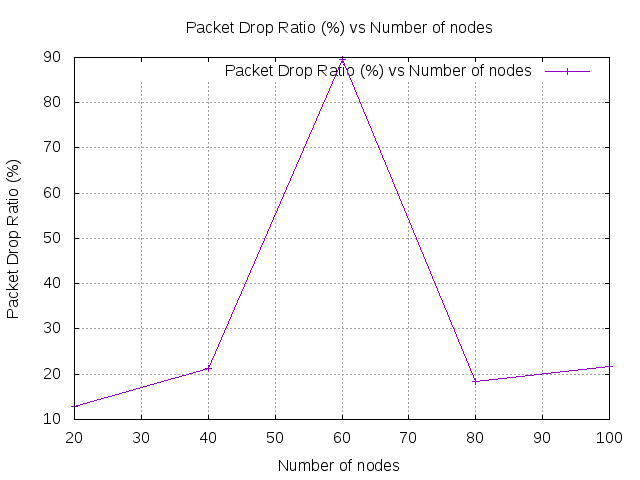 Packet Drop Ratio (%) vs Number of nodes
Packet Drop Ratio (%) vs Number of nodes
90
80
70
60
50
40
30
20
10
Packet Drop Ratio (%)
20 30 40 50 60 70 80 90 100
Number of nodes